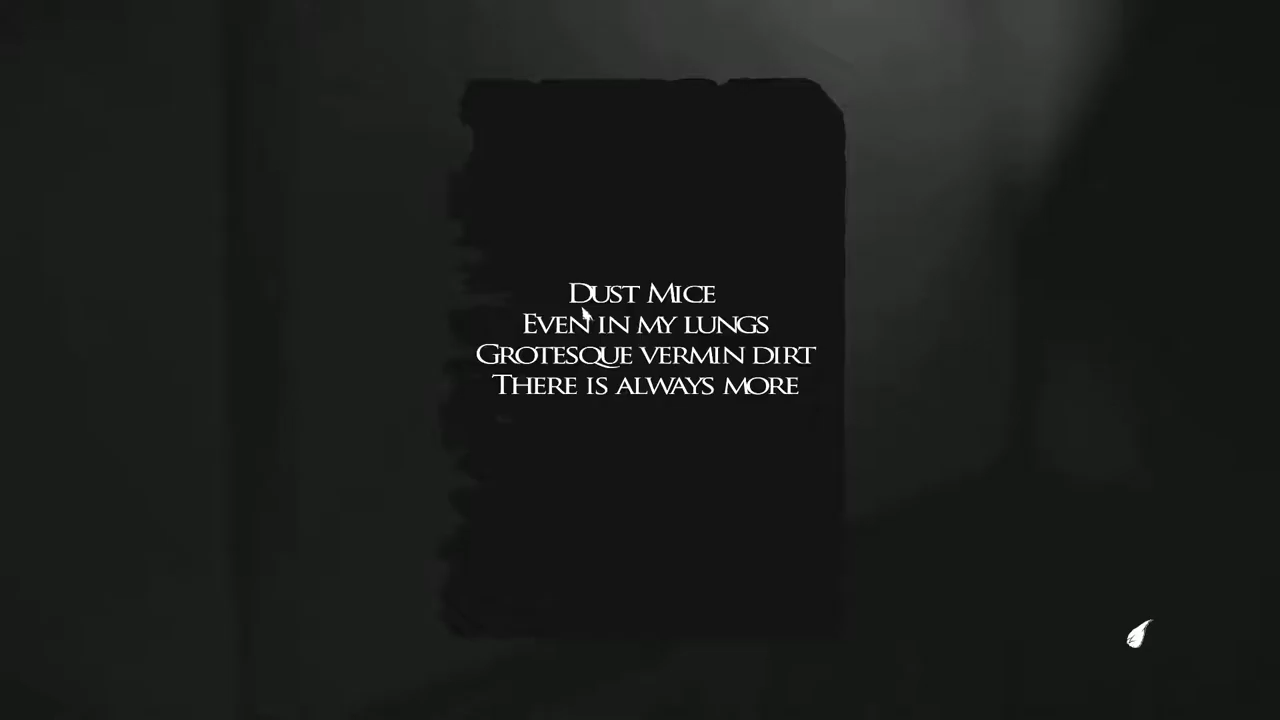 Dust Mice
Even in my lungs
Grotesque vermin dirt
There is always more